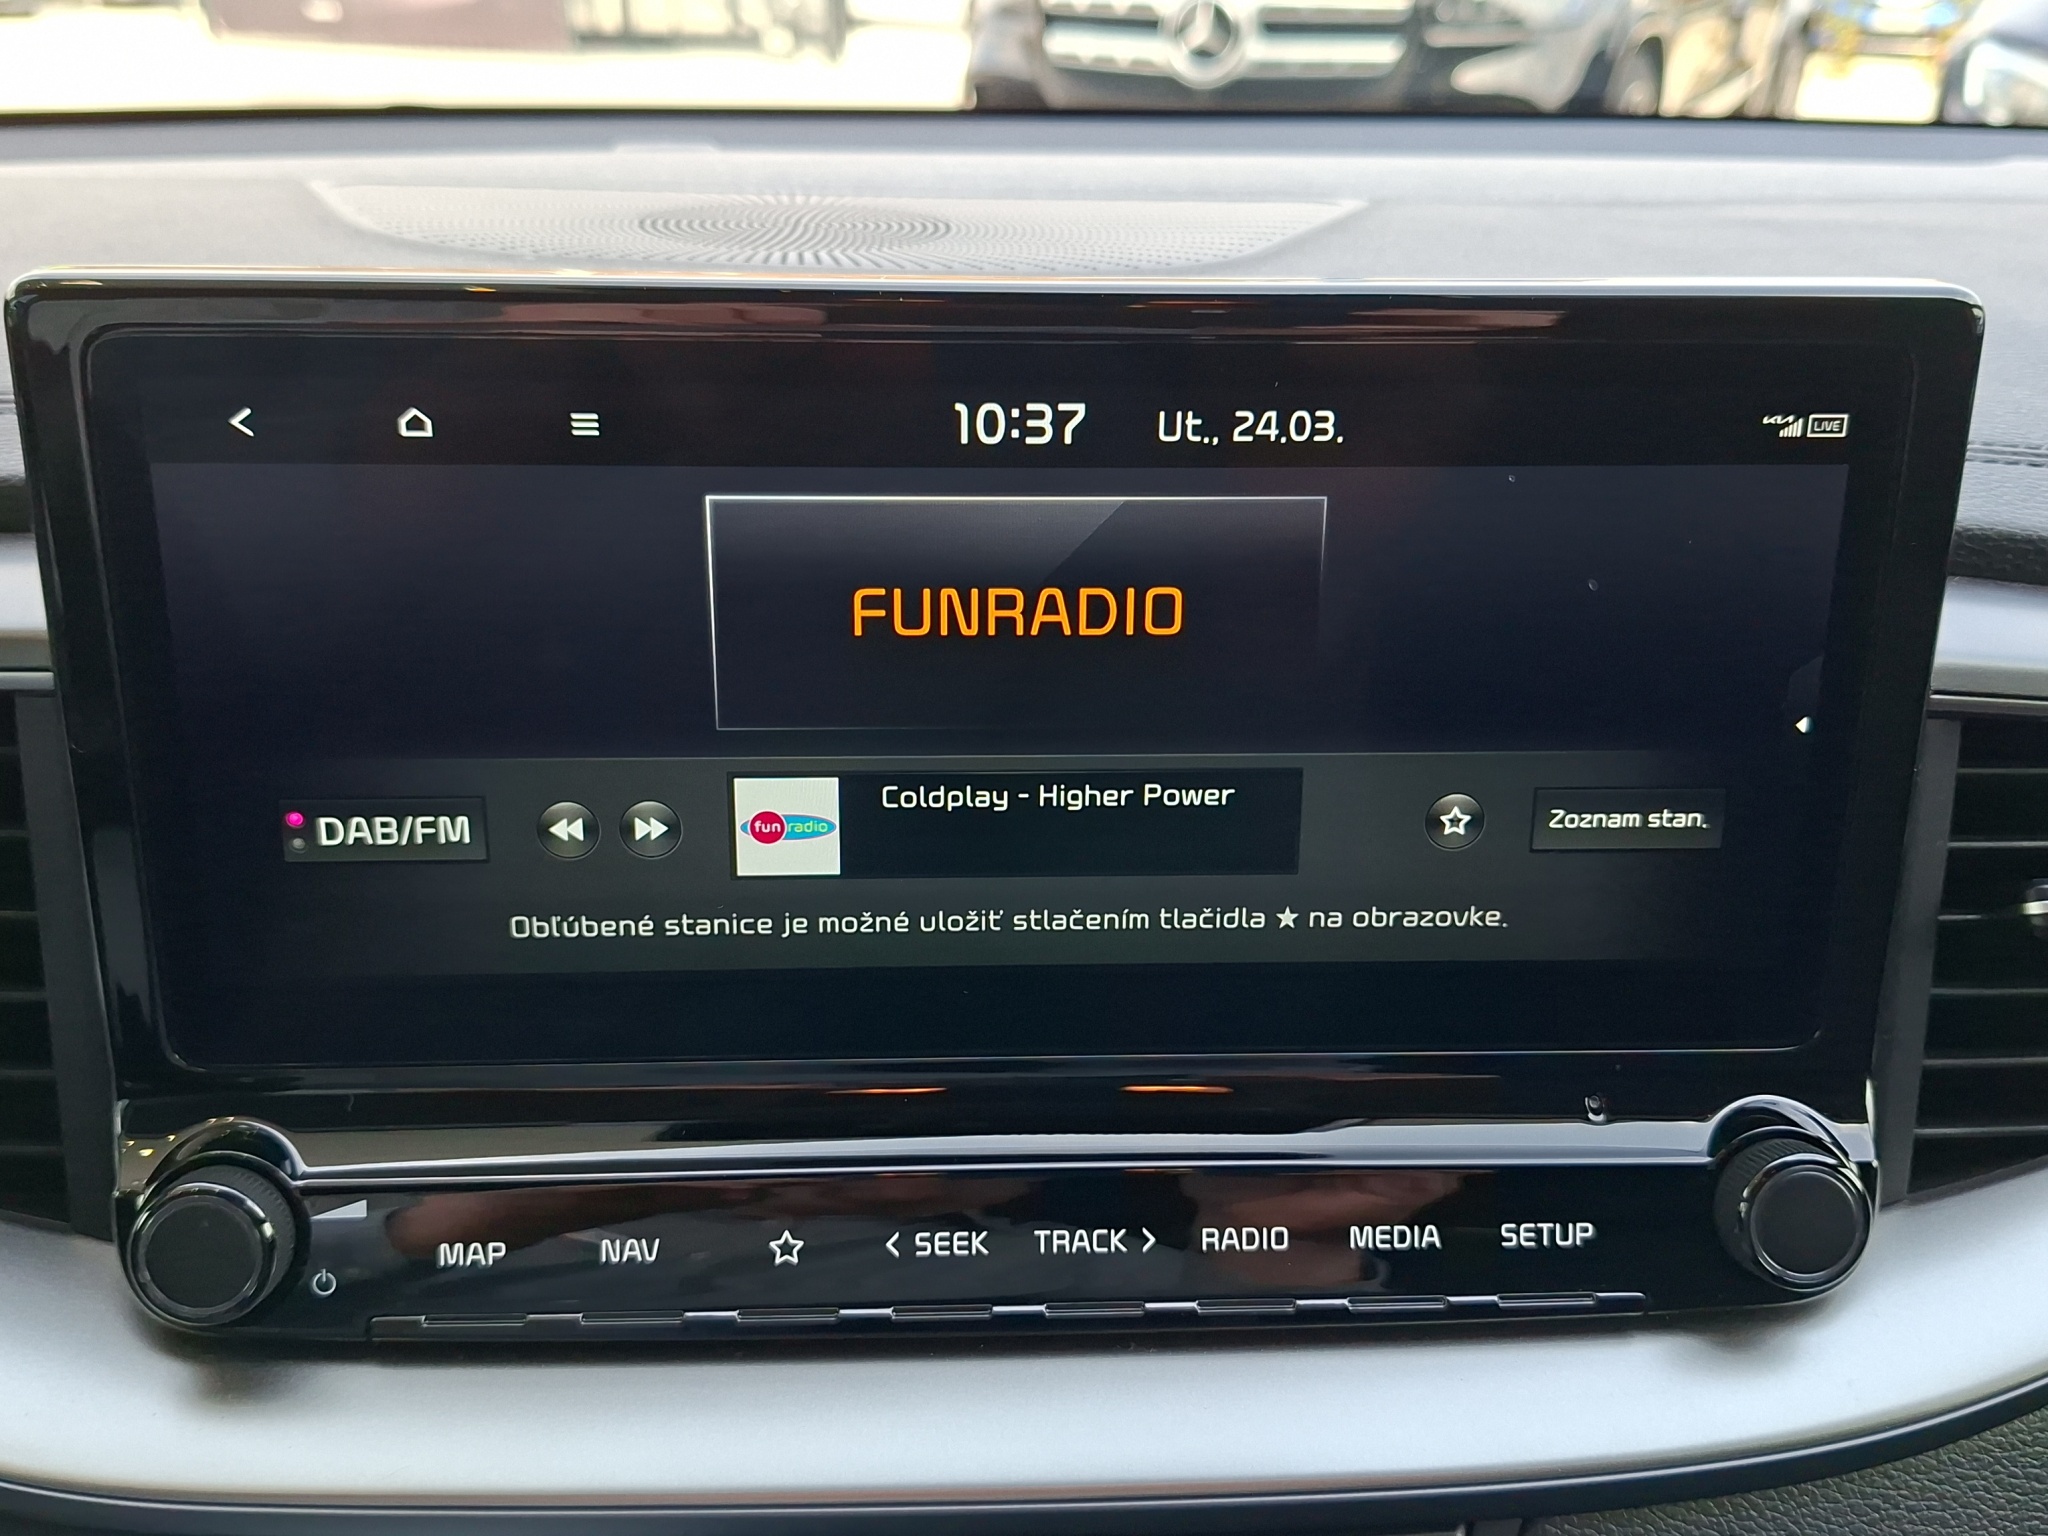 10:37 Ut., 24.03. KIA LIVE
FUNRADIO
DAB/FM
fun radio
Coldplay - Higher Power
Zoznam stan.
Obľúbené stanice je možné uložiť stlačením tlačidla ★ na obrazovke.
MAP NAV < SEEK TRACK > RADIO MEDIA SETUP